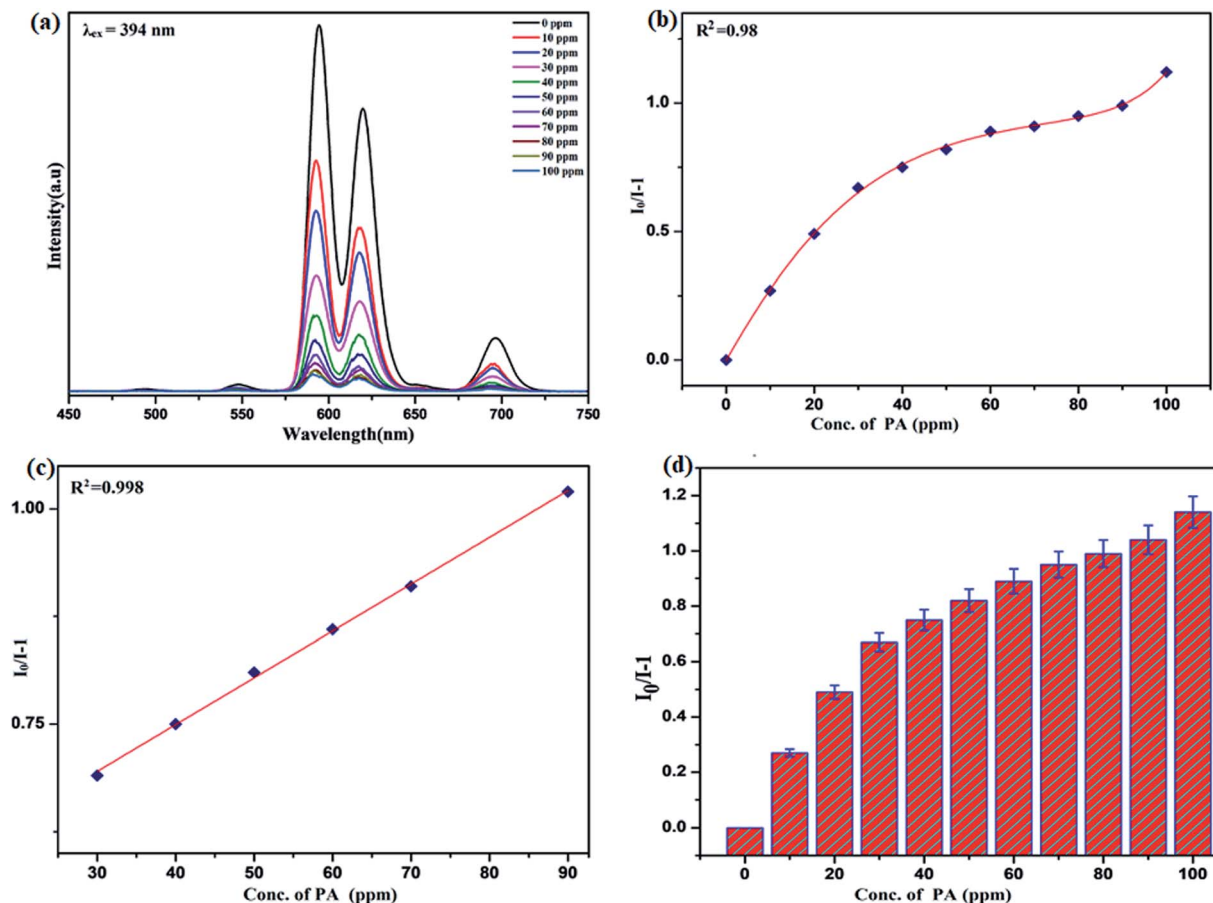 (a)
λex = 394 nm
0 ppm
10 ppm
20 ppm
30 ppm
40 ppm
50 ppm
60 ppm
70 ppm
80 ppm
90 ppm
100 ppm
Intensity(a.u)
450 500 550 600 650 700 750
Wavelength(nm)
(b)
R²=0.98
I₀/I-1
1.0
0.5
0.0
0 20 40 60 80 100
Conc. of PA (ppm)
(c)
R²=0.998
I₀/I-1
1.00
0.75
30 40 50 60 70 80 90
Conc. of PA (ppm)
(d)
I₀/I-1
1.2
1.0
0.8
0.6
0.4
0.2
0.0
0 20 40 60 80 100
Conc. of PA (ppm)